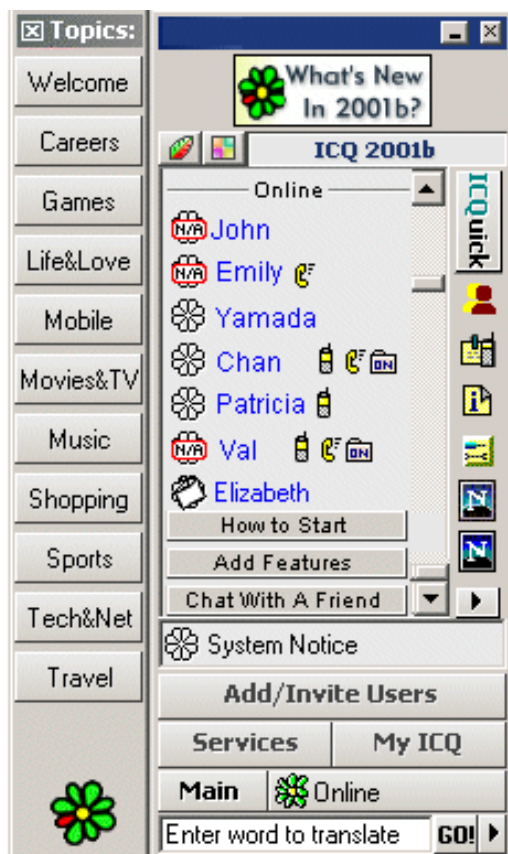 Topics:
Welcome
Careers
Games
Life&Love
Mobile
Movies&TV
Music
Shopping
Sports
Tech&Net
Travel
What's New
In 2001b?
ICQ 2001b
Online
N/A John
N/A Emily
Yamada
Chan ON
Patricia
N/A Val ON
Elizabeth
How to Start
Add Features
Chat With A Friend
ICQuick
i
N
N
System Notice
Add/Invite Users
Services My ICQ
Main Online
Enter word to translate GO!